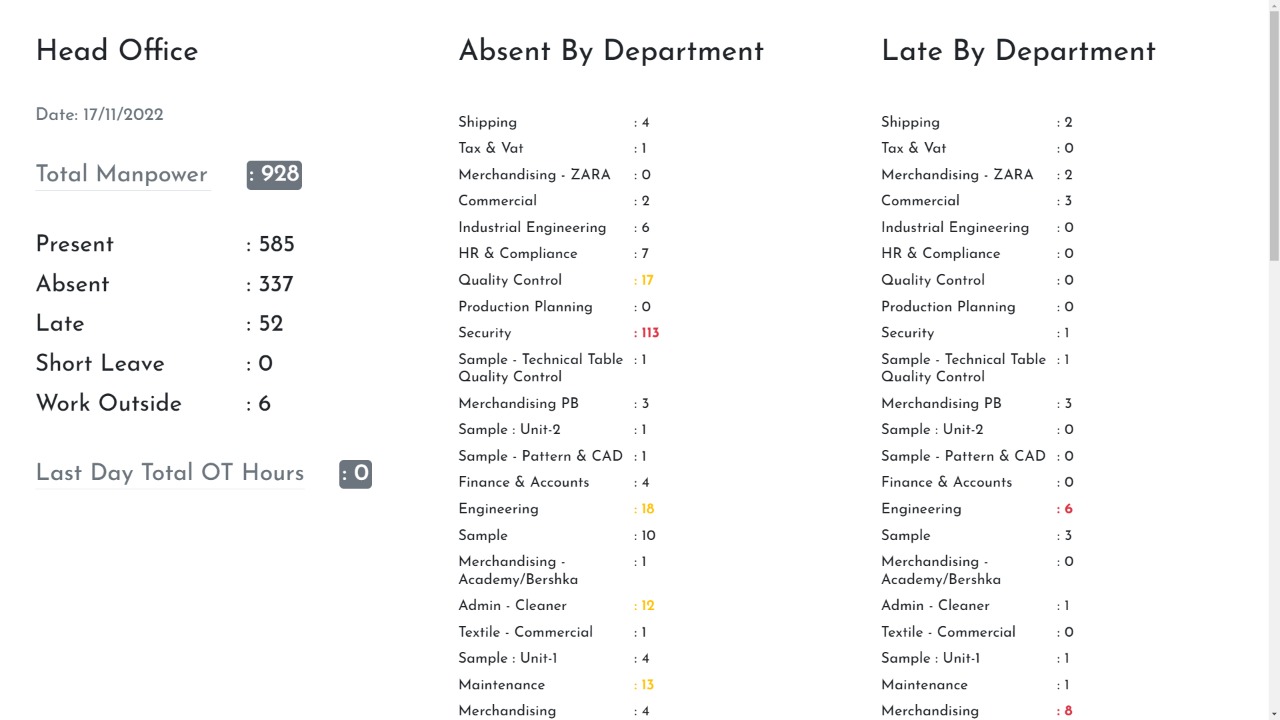 Head Office
Date: 17/11/2022
Total Manpower : 928
Present : 585
Absent : 337
Late : 52
Short Leave : 0
Work Outside : 6
Last Day Total OT Hours : 0
Absent By Department
Shipping : 4
Tax & Vat : 1
Merchandising - ZARA : 0
Commercial : 2
Industrial Engineering : 6
HR & Compliance : 7
Quality Control : 17
Production Planning : 0
Security : 113
Sample - Technical Table : 1
Quality Control
Merchandising PB : 3
Sample : Unit-2 : 1
Sample - Pattern & CAD : 1
Finance & Accounts : 4
Engineering : 18
Sample : 10
Merchandising - : 1
Academy/Bershka
Admin - Cleaner : 12
Textile - Commercial : 1
Sample : Unit-1 : 4
Maintenance : 13
Merchandising : 4
Late By Department
Shipping : 2
Tax & Vat : 0
Merchandising - ZARA : 2
Commercial : 3
Industrial Engineering : 0
HR & Compliance : 0
Quality Control : 0
Production Planning : 0
Security : 1
Sample - Technical Table : 1
Quality Control
Merchandising PB : 3
Sample : Unit-2 : 0
Sample - Pattern & CAD : 0
Finance & Accounts : 0
Engineering : 6
Sample : 3
Merchandising - : 0
Academy/Bershka
Admin - Cleaner : 1
Textile - Commercial : 0
Sample : Unit-1 : 1
Maintenance : 1
Merchandising : 8